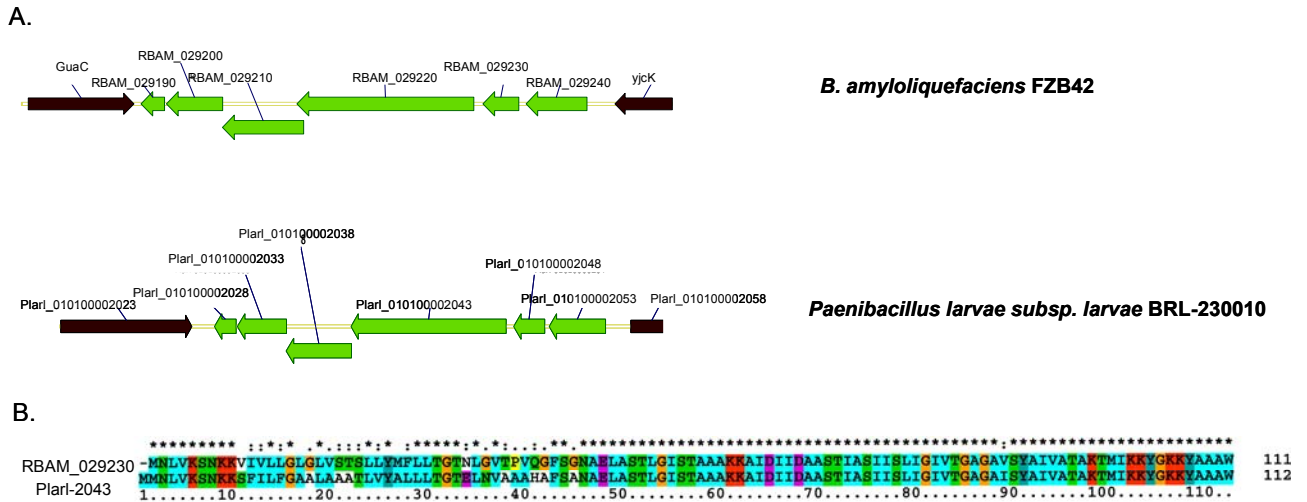 A.
GuaC
RBAM_029190
RBAM_029200
RBAM_029210
RBAM_029220
RBAM_029230
RBAM_029240
yjcK
B. amyloliquefaciens FZB42
Plarl_010100002023
Plarl_010100002028
Plarl_010100002033
Plarl_010100002038
Plarl_010100002043
Plarl_010100002048
Plarl_010100002053
Plarl_010100002058
Paenibacillus larvae subsp. larvae BRL-230010
B.
RBAM_029230 -MNLVKSNKKVIVLLGLGLVSTSLLYMFLLTGTNLGVTPVQGFSGNAELASTLGISTAAAKKAIDIIDAASTIASIISLIGIVTGAGAVSYAIVATAKTMIKKYGKKYAAAW 111
Plarl-2043 MMNLVKSNKKSFILFGAALAAATLVYALLLTGTELNVAAAHAFSANAELASTLGISTAAAKKAIDIIDAASTIASIISLIGIVTGAGAISYAIVATAKTMIKKYGKKYAAAW 112
1.......10........20........30........40........50........60........70........80........90.......100.......110..